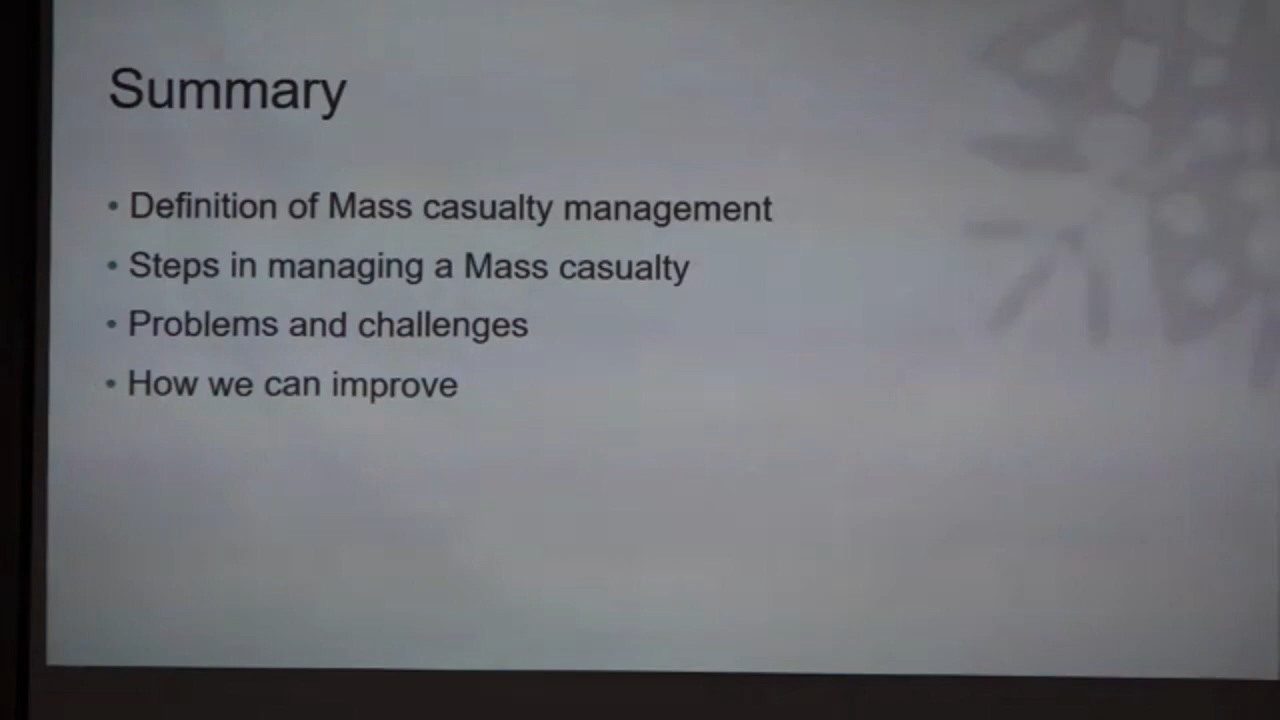 Summary
• Definition of Mass casualty management
• Steps in managing a Mass casualty
• Problems and challenges
• How we can improve